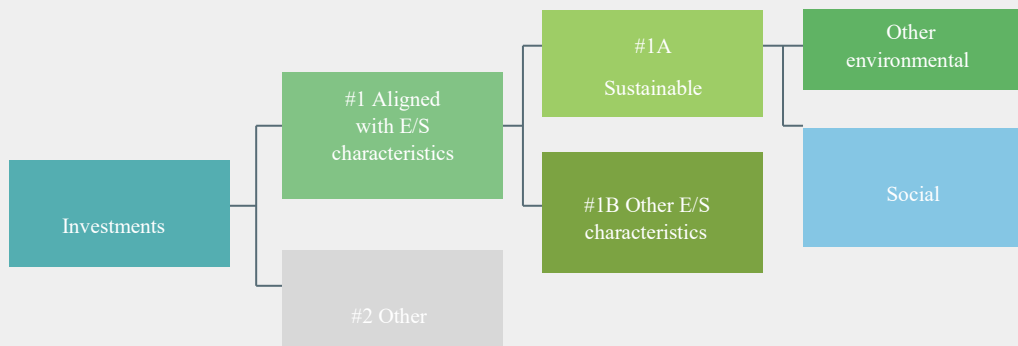 Investments
#1 Aligned
with E/S
characteristics
#2 Other
#1A
Sustainable
#1B Other E/S
characteristics
Other
environmental
Social